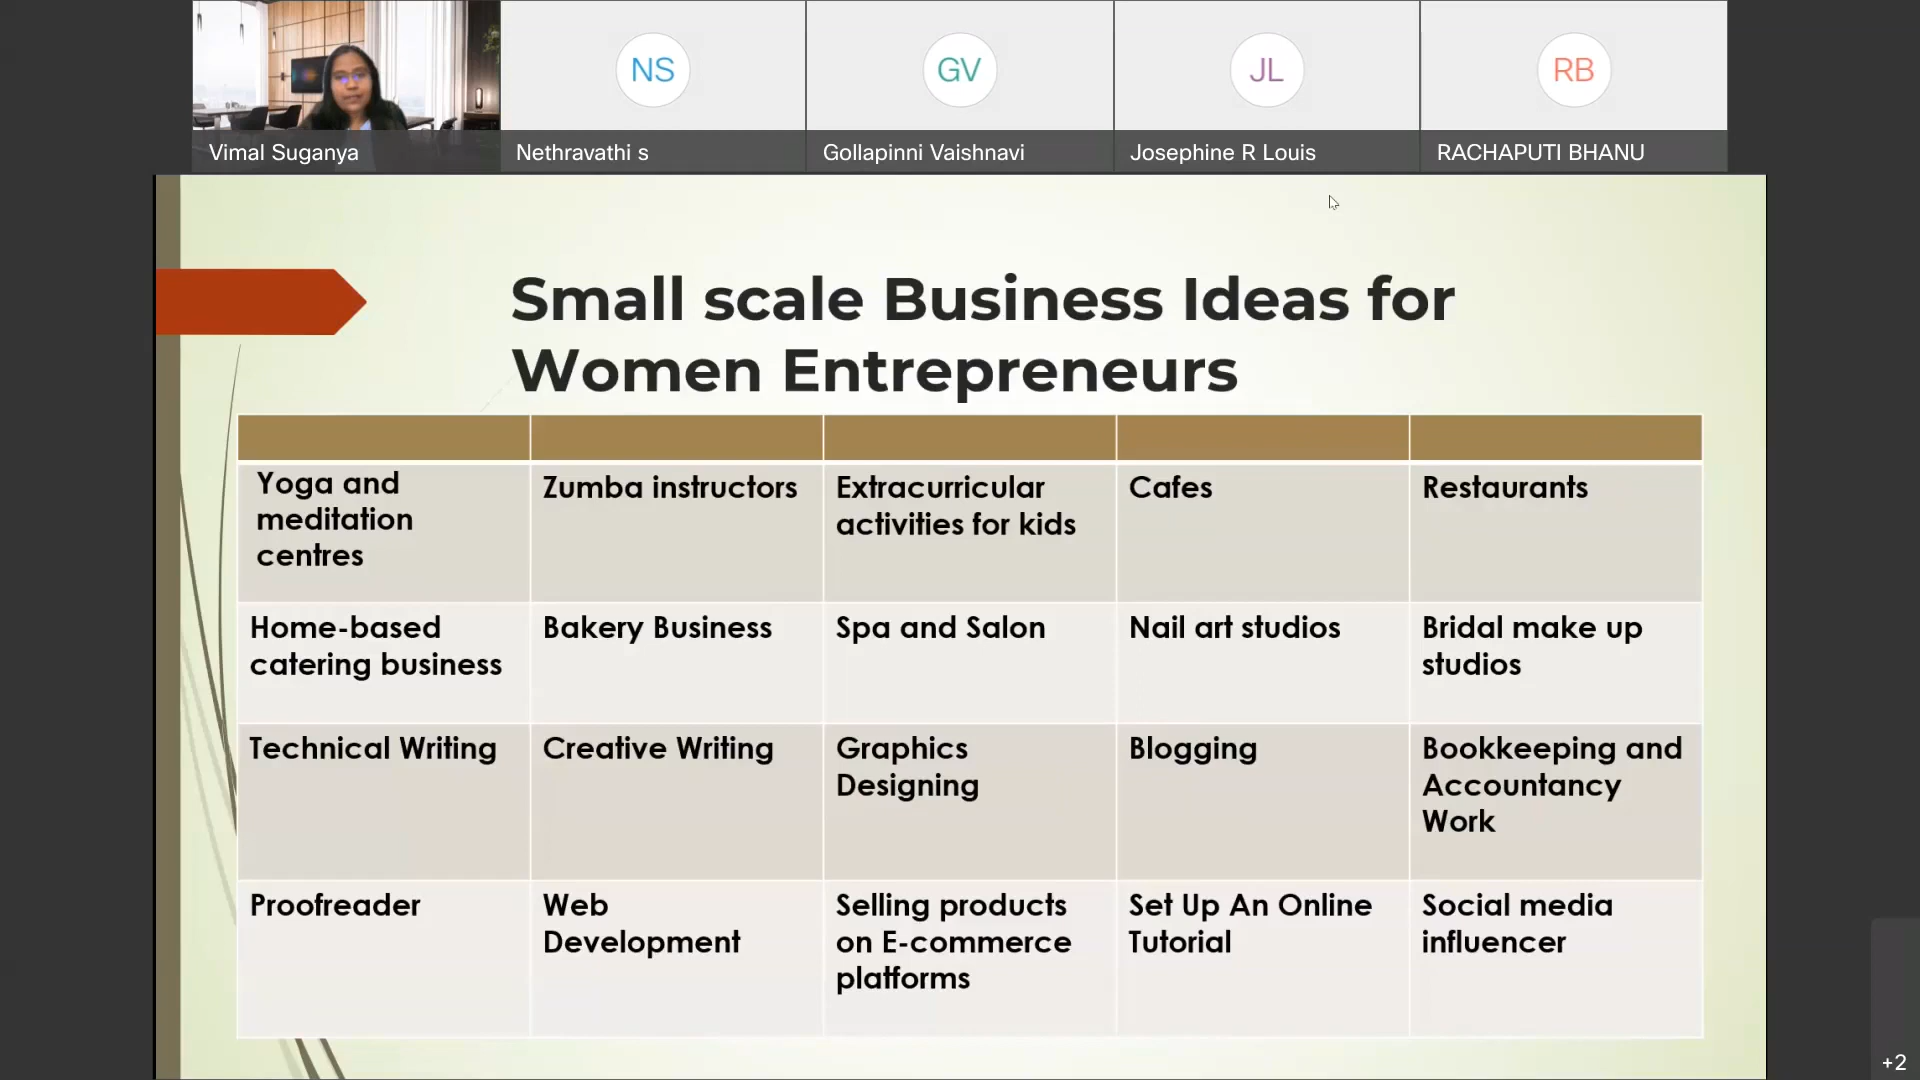 NS
GV
JL
RB
Vimal Suganya
Nethravathi s
Gollapinni Vaishnavi
Josephine R Louis
RACHAPUTI BHANU
Small scale Business Ideas for
Women Entrepreneurs
Yoga and
meditation
centres
Zumba instructors
Extracurricular
activities for kids
Cafes
Restaurants
Home-based
catering business
Bakery Business
Spa and Salon
Nail art studios
Bridal make up
studios
Technical Writing
Creative Writing
Graphics
Designing
Blogging
Bookkeeping and
Accountancy
Work
Proofreader
Web
Development
Selling products
on E-commerce
platforms
Set Up An Online
Tutorial
Social media
influencer
+2